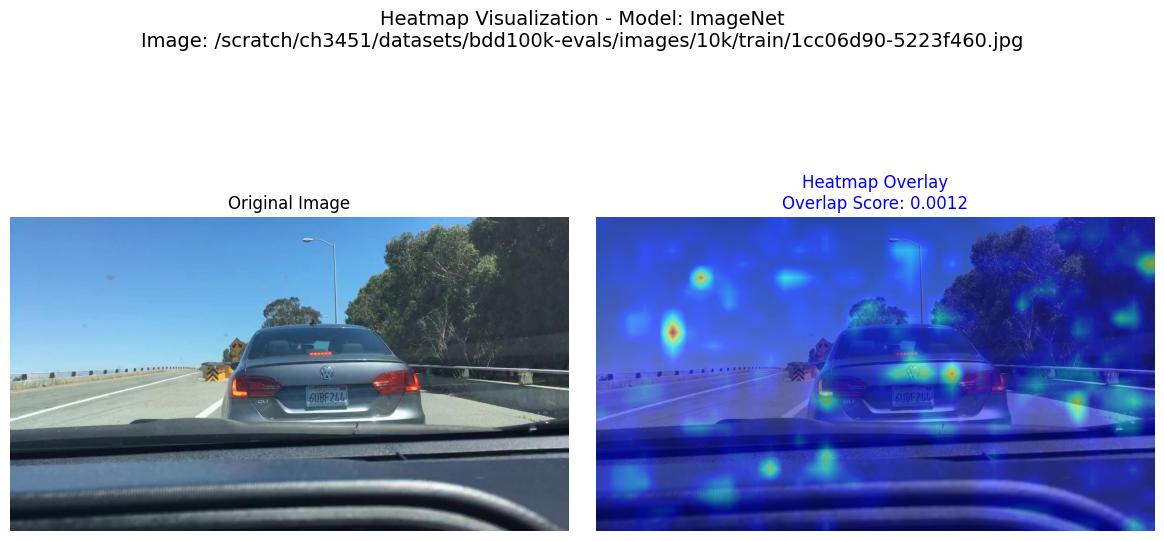 Heatmap Visualization - Model: ImageNet
Image: /scratch/ch3451/datasets/bdd100k-evals/images/10k/train/1cc06d90-5223f460.jpg
Original Image
Heatmap Overlay
Overlap Score: 0.0012
6UBF244